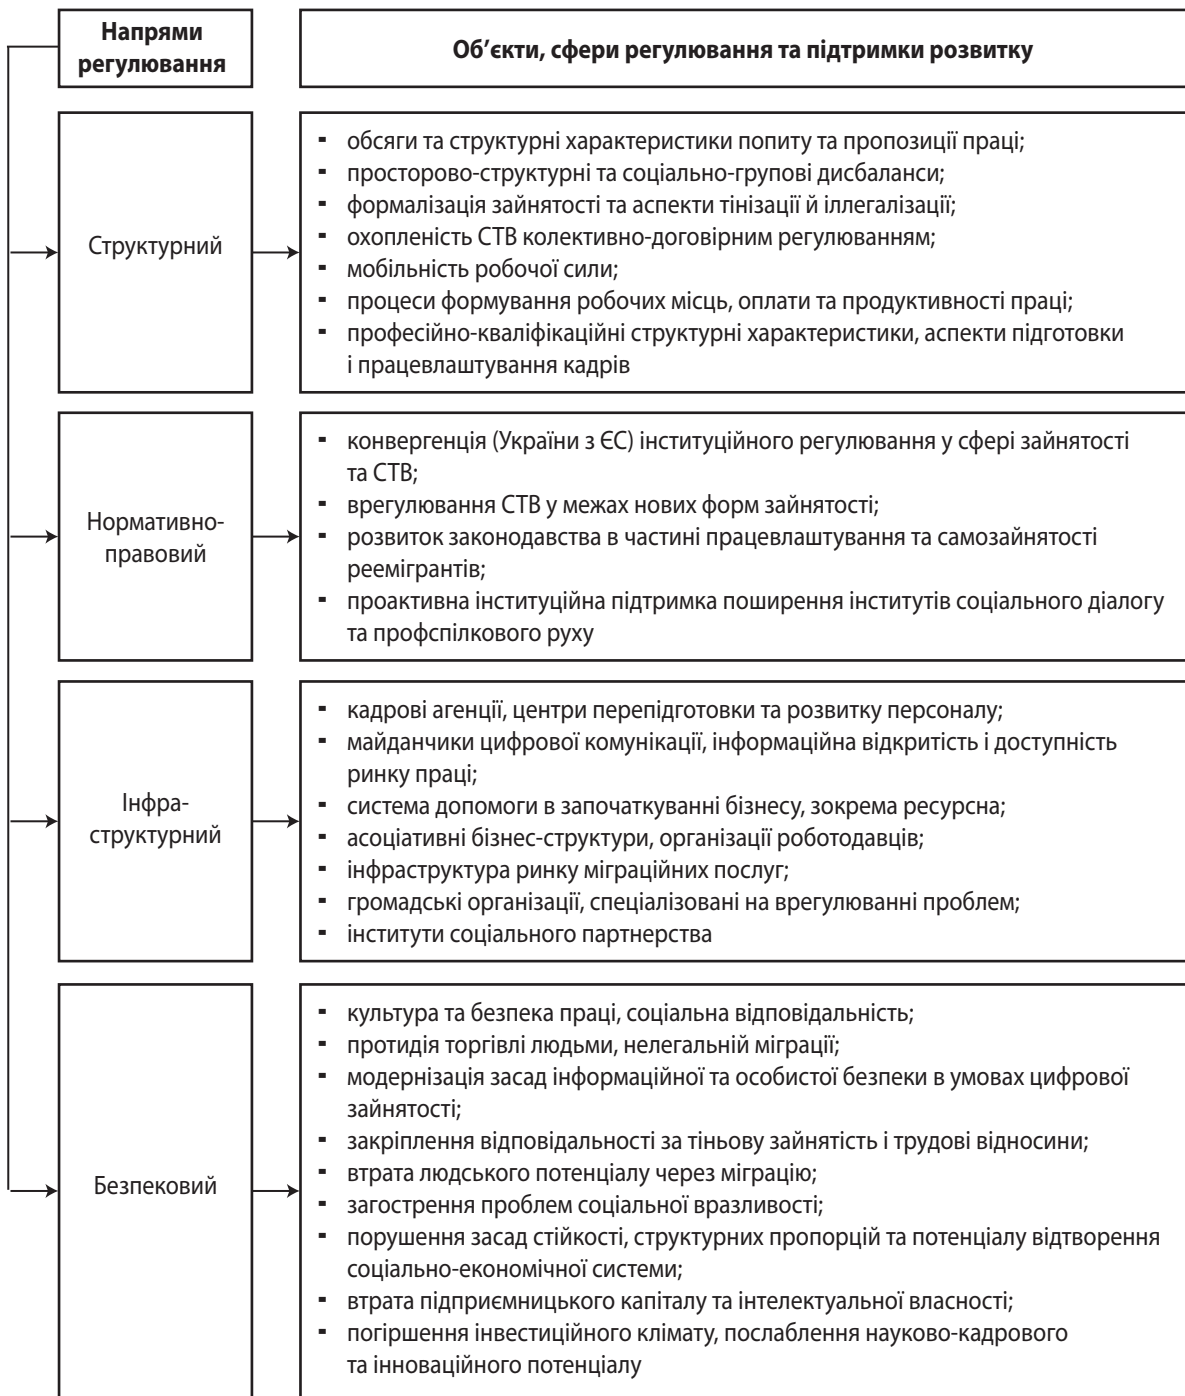 Напрями
регулювання
Об’єкти, сфери регулювання та підтримки розвитку
Структурний
- обсяги та структурні характеристики попиту та пропозиції праці;
- просторово-структурні та соціально-групові дисбаланси;
- формалізація зайнятості та аспекти тінізації й іллегалізації;
- охопленість СТВ колективно-договірним регулюванням;
- мобільність робочої сили;
- процеси формування робочих місць, оплати та продуктивності праці;
- професійно-кваліфікаційні структурні характеристики, аспекти підготовки
і працевлаштування кадрів
Нормативно-
правовий
- конвергенція (України з ЄС) інституційного регулювання у сфері зайнятості
та СТВ;
- врегулювання СТВ у межах нових форм зайнятості;
- розвиток законодавства в частині працевлаштування та самозайнятості
реемігрантів;
- проактивна інституційна підтримка поширення інститутів соціального діалогу
та профспілкового руху
Інфра-
структурний
- кадрові агенції, центри перепідготовки та розвитку персоналу;
- майданчики цифрової комунікації, інформаційна відкритість і доступність
ринку праці;
- система допомоги в започаткуванні бізнесу, зокрема ресурсна;
- асоціативні бізнес-структури, організації роботодавців;
- інфраструктура ринку міграційних послуг;
- громадські організації, спеціалізовані на врегулюванні проблем;
- інститути соціального партнерства
Безпековий
- культура та безпека праці, соціальна відповідальність;
- протидія торгівлі людьми, нелегальній міграції;
- модернізація засад інформаційної та особистої безпеки в умовах цифрової
зайнятості;
- закріплення відповідальності за тіньову зайнятість і трудові відносини;
- втрата людського потенціалу через міграцію;
- загострення проблем соціальної вразливості;
- порушення засад стійкості, структурних пропорцій та потенціалу відтворення
соціально-економічної системи;
- втрата підприємницького капіталу та інтелектуальної власності;
- погіршення інвестиційного клімату, послаблення науково-кадрового
та інноваційного потенціалу